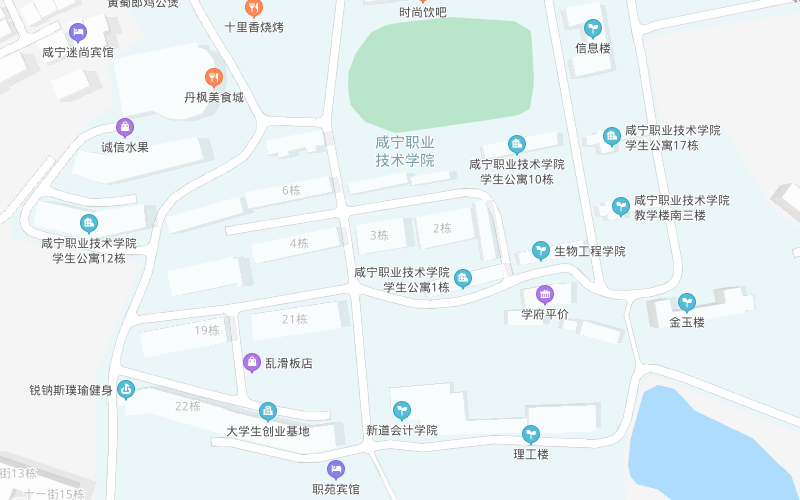 黄蜀郎鸡公煲
十里香烧烤
时尚饮吧
咸宁迷尚宾馆
信息楼
丹枫美食城
诚信水果
咸宁职业
技术学院
咸宁职业技术学院
学生公寓17栋
咸宁职业技术学院
学生公寓10栋
6栋
咸宁职业技术学院
教学楼南三楼
咸宁职业技术学院
学生公寓12栋
4栋
3栋
2栋
生物工程学院
咸宁职业技术学院
学生公寓1栋
学府平价
金玉楼
19栋
21栋
乱滑板店
锐钠斯璞瑜健身
22栋
大学生创业基地
新道会计学院
理工楼
街13栋
职苑宾馆
十一街15栋